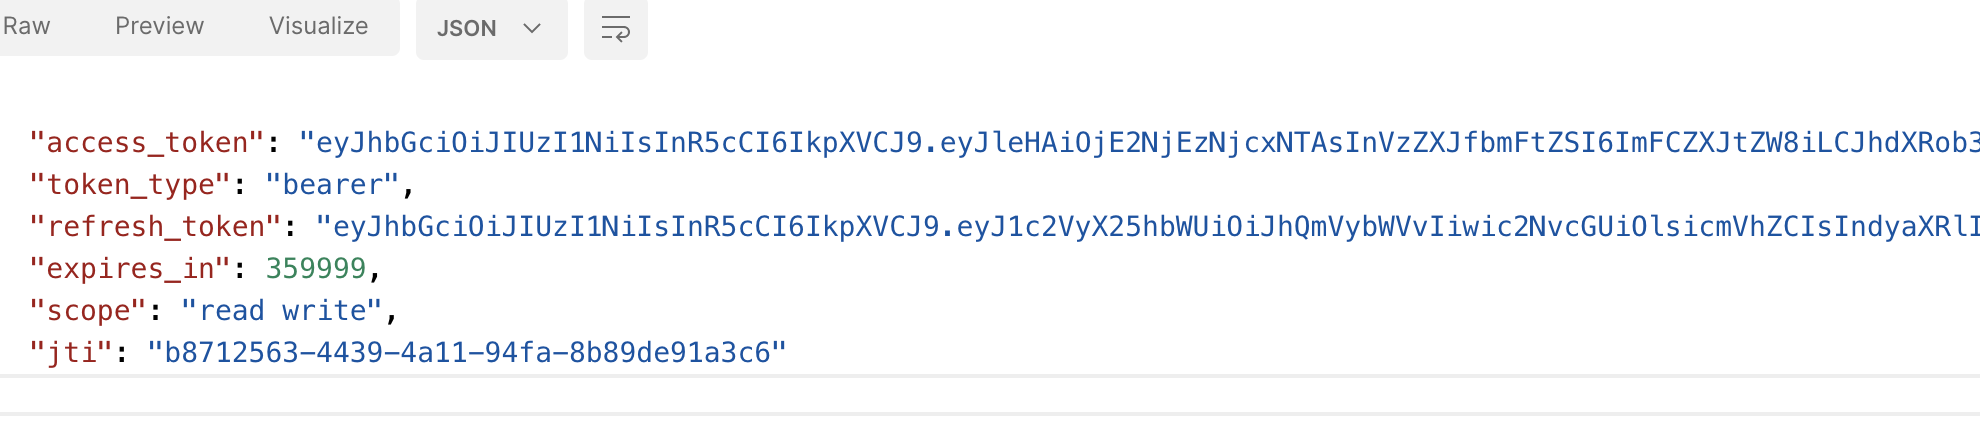 Raw Preview Visualize JSON
"access_token": "eyJhbGciOiJIUzI1NiIsInR5cCI6IkpXVCJ9.eyJleHAiOjE2NjEzNjcxNTAsInVzZXJfbmFtZSI6ImFCZXJtZW8iLCJhdXRob3
"token_type": "bearer",
"refresh_token": "eyJhbGciOiJIUzI1NiIsInR5cCI6IkpXVCJ9.eyJ1c2VyX25hbWUiOiJhQmVybWVvIiwic2NvcGUiOlsicmVhZCIsIndyaXRlI
"expires_in": 359999,
"scope": "read write",
"jti": "b8712563-4439-4a11-94fa-8b89de91a3c6"